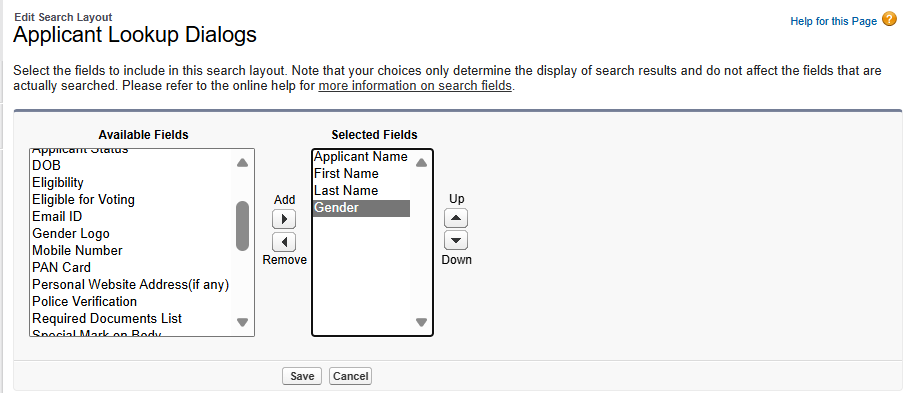 Edit Search Layout
Applicant Lookup Dialogs
Help for this Page
Select the fields to include in this search layout. Note that your choices only determine the display of search results and do not affect the fields that are
actually searched. Please refer to the online help for more information on search fields.
Available Fields
Applicant Status
DOB
Eligibility
Eligible for Voting
Email ID
Gender Logo
Mobile Number
PAN Card
Personal Website Address(if any)
Police Verification
Required Documents List
Special Mark on Body
Add
Remove
Selected Fields
Applicant Name
First Name
Last Name
Gender
Up
Down
Save
Cancel